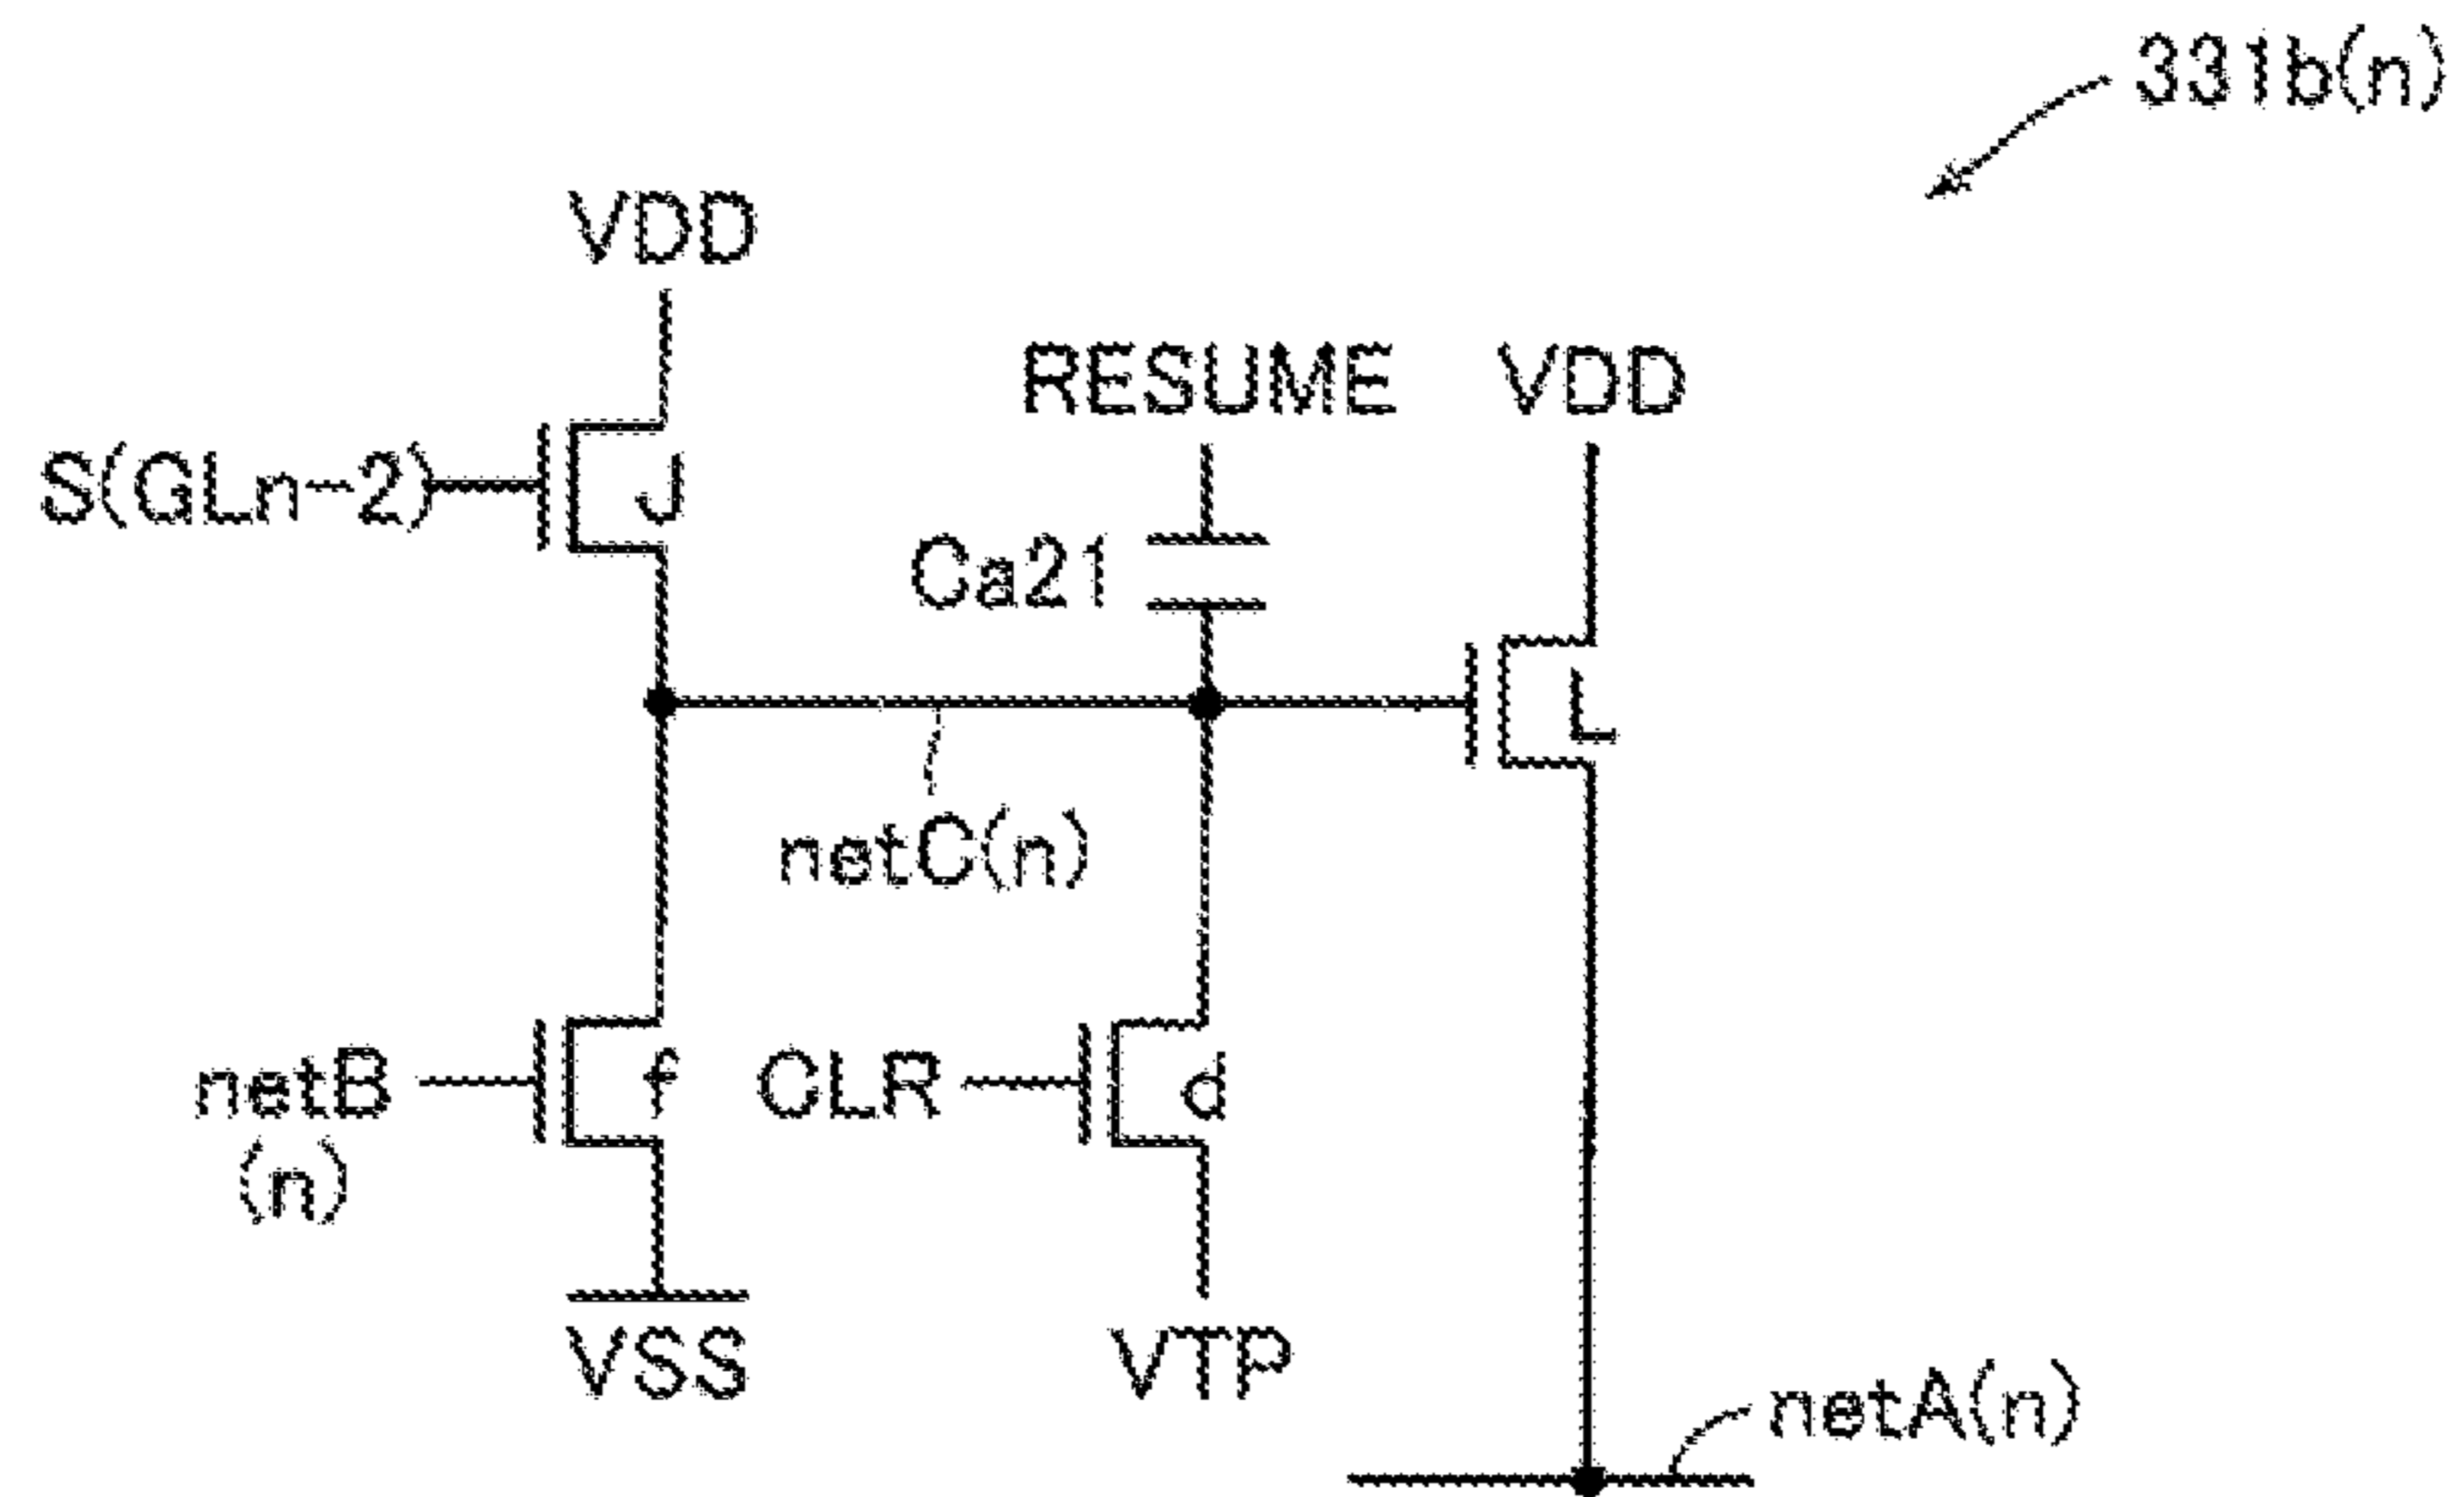 331b(n)
VDD
RESUME
VDD
S(GLn-2)
J
Ca21
L
netC(n)
netB
(n)
f
CLR
d
VSS
VTP
netA(n)